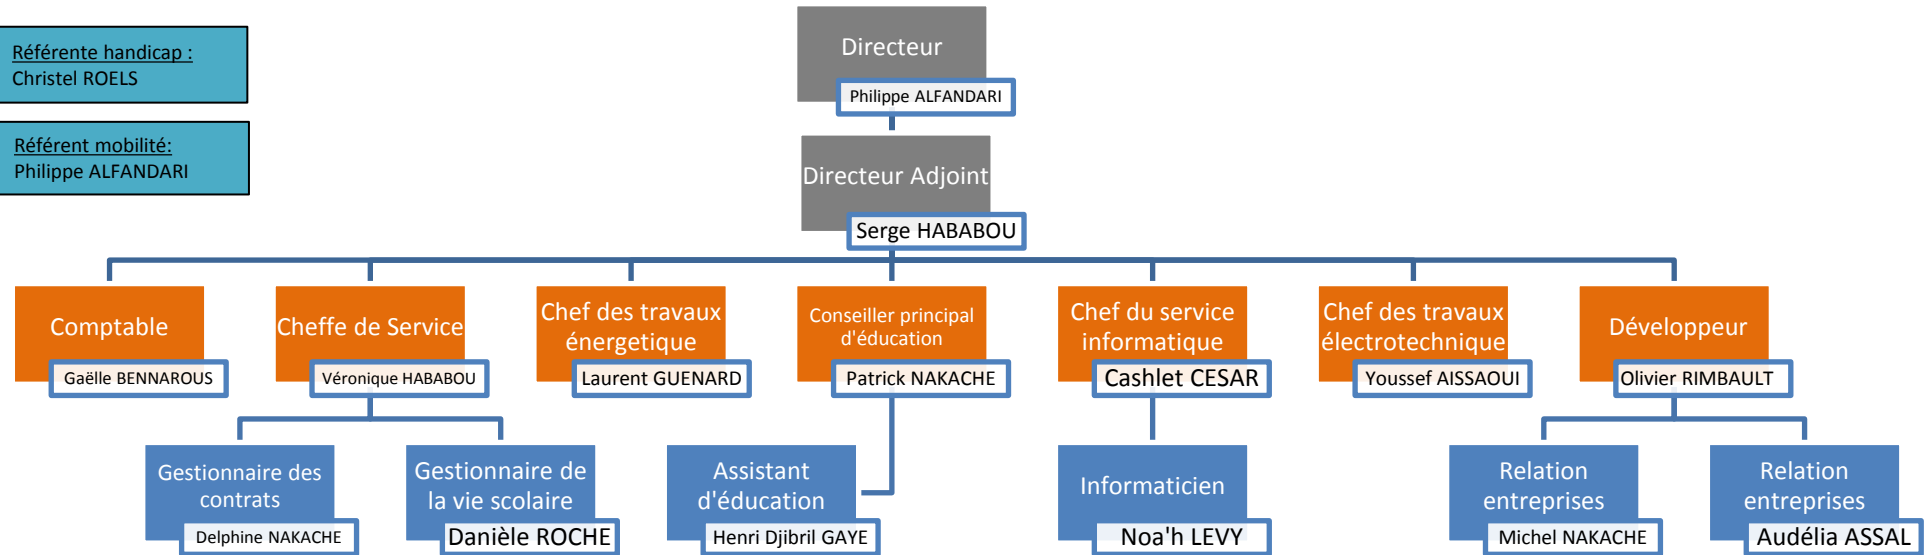 Référente handicap :
Christel ROELS
Référent mobilité:
Philippe ALFANDARI
Directeur
Philippe ALFANDARI
Directeur Adjoint
Serge HABABOU
Comptable
Gaëlle BENNAROUS
Cheffe de Service
Véronique HABABOU
Chef des travaux
énergetique
Laurent GUENARD
Conseiller principal
d'éducation
Patrick NAKACHE
Chef du service
informatique
Cashlet CESAR
Chef des travaux
électrotechnique
Youssef AISSAOUI
Développeur
Olivier RIMBAULT
Gestionnaire des
contrats
Delphine NAKACHE
Gestionnaire de
la vie scolaire
Danièle ROCHE
Assistant
d'éducation
Henri Djibril GAYE
Informaticien
Noa'h LEVY
Relation
entreprises
Michel NAKACHE
Relation
entreprises
Audélia ASSAL